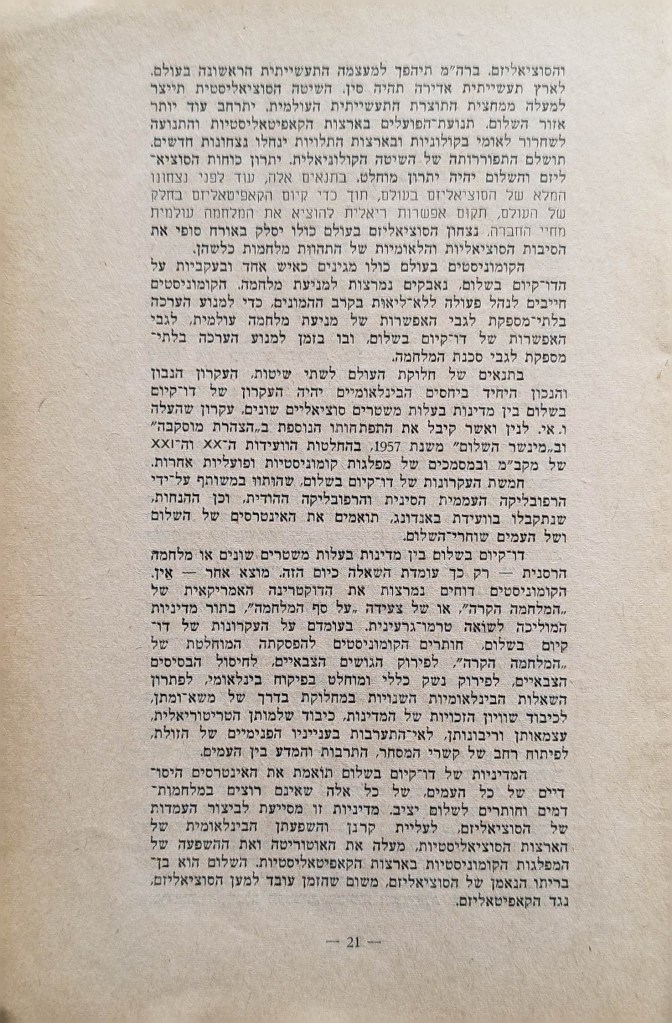 והסוציאליזם. ברה״מ תיהפך למעצמה התעשייתית הראשונה בעולם.
לארץ תעשייתית אדירה תהיה סין. השיטה הסוציאליסטית תייצר
למעלה ממחצית התוצרת התעשייתית העולמית. יתרחב עוד יותר
אזור השלום. תנועת־הפועלים בארצות הקאפיטאליסטיות והתנועה
לשחרור לאומי בקולוניות ובארצות התלויות ינחלו נצחונות חדשים.
תושלם התפוררותה של השיטה הקולוניאלית. יתרון כוחות הסוציא־
ליזם והשלום יהיה יתרון מוחלט. בתנאים אלה, עוד לפני נצחונו
המלא של הסוציאליזם בעולם, תוך כדי קיום הקאפיטאליזם בחלק
של העולם, תקום אפשרות ריאלית להוציא את המלחמה עולמית
מחיי החברה. נצחון הסוציאליזם בעולם כולו יסלק באורח סופי את
הסיבות הסוציאליות והלאומיות של התהוות מלחמות כלשהן.
הקומוניסטים בעולם כולו מגינים כאיש אחד ובעקביות על
הדו־קיום בשלום, נאבקים נמרצות למניעת מלחמה. הקומוניסטים
חייבים לנהל פעולה ללא־ליאות בקרב ההמונים, כדי למנוע הערכה
בלתי־מספקת לגבי האפשרות של מניעת מלחמה עולמית, לגבי
האפשרות של דו־קיום בשלום, ובו בזמן למנוע הערכה בלתי־
מספקת לגבי סכנת המלחמה.
בתנאים של חלוקת העולם לשתי שיטות, העקרון הנבון
והנכון היחיד ביחסים הבינלאומיים יהיה העקרון של דו־קיום
בשלום בין מדינות בעלות משטרים סוציאליים שונים, עקרון שהעלה
ו. אי. לנין ואשר קיבל את התפתחותו הנוספת ב„הצהרת מוסקבה״
וב„מינשר השלום״ משנת 1957, בהחלטות הוועידות ה־XX וה־XXI
של מקב״מ ובמסמכים של מפלגות קומוניסטיות ופועליות אחרות.
חמשת העקרונות של דו־קיום בשלום, שהותוו במשותף על־ידי
הרפובליקה העממית הסינית והרפובליקה ההודית, וכן ההנחות,
שנתקבלו בוועידת באנדונג, תואמים את האינטרסים של השלום
ושל העמים שוחרי־השלום.
דו־קיום בשלום בין מדינות בעלות משטרים שונים או מלחמה
הרסנית — רק כך עומדת השאלה כיום הזה. מוצא אחר — אין.
הקומוניסטים דוחים נמרצות את הדוקטרינה האמריקאית של
„המלחמה הקרה״, או של צעידה „על סף המלחמה״, בתור מדיניות
המוליכה לשואה טרמו־גרעינית. בעומדם על העקרונות של דו־
קיום בשלום, חותרים הקומוניסטים להפסקתה המוחלטת של
„המלחמה הקרה״, לפירוק הגושים הצבאיים, לחיסול הבסיסים
הצבאיים, לפירוק נשק כללי ומוחלט בפיקוח בינלאומי, לפתרון
השאלות הבינלאומיות השנויות במחלוקת בדרך של משא־ומתן,
לכיבוד שוויון הזכויות של המדינות, כיבוד שלמותן הטריטוריאלית,
עצמאותן וריבונותן, לאי־התערבות בענייניו הפנימיים של הזולת,
לפיתוח רחב של קשרי המסחר, התרבות והמדע בין העמים.
המדיניות של דו־קיום בשלום תואמת את האינטרסים היסו־
דיים של כל העמים, של כל אלה שאינם רוצים במלחמות־
דמים וחותרים לשלום יציב. מדיניות זו מסייעת לביצור העמדות
של הסוציאליזם, לעליית קרנן והשפעתן הבינלאומית של
הארצות הסוציאליסטיות, מעלה את האוטוריטה ואת ההשפעה של
המפלגות הקומוניסטיות בארצות הקאפיטאליסטיות. השלום הוא בן־
בריתו הנאמן של הסוציאליזם, משום שהזמן עובד למען הסוציאליזם,
נגד הקאפיטאליזם.
— 21 —